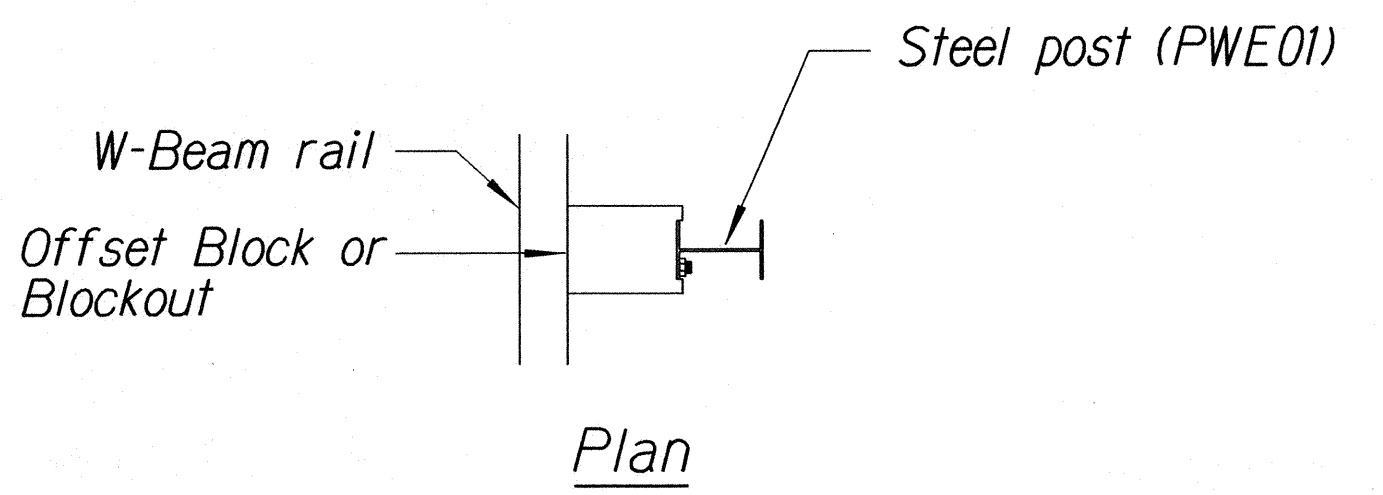 Steel post (PWE01)
W-Beam rail
Offset Block or
Blockout
Plan